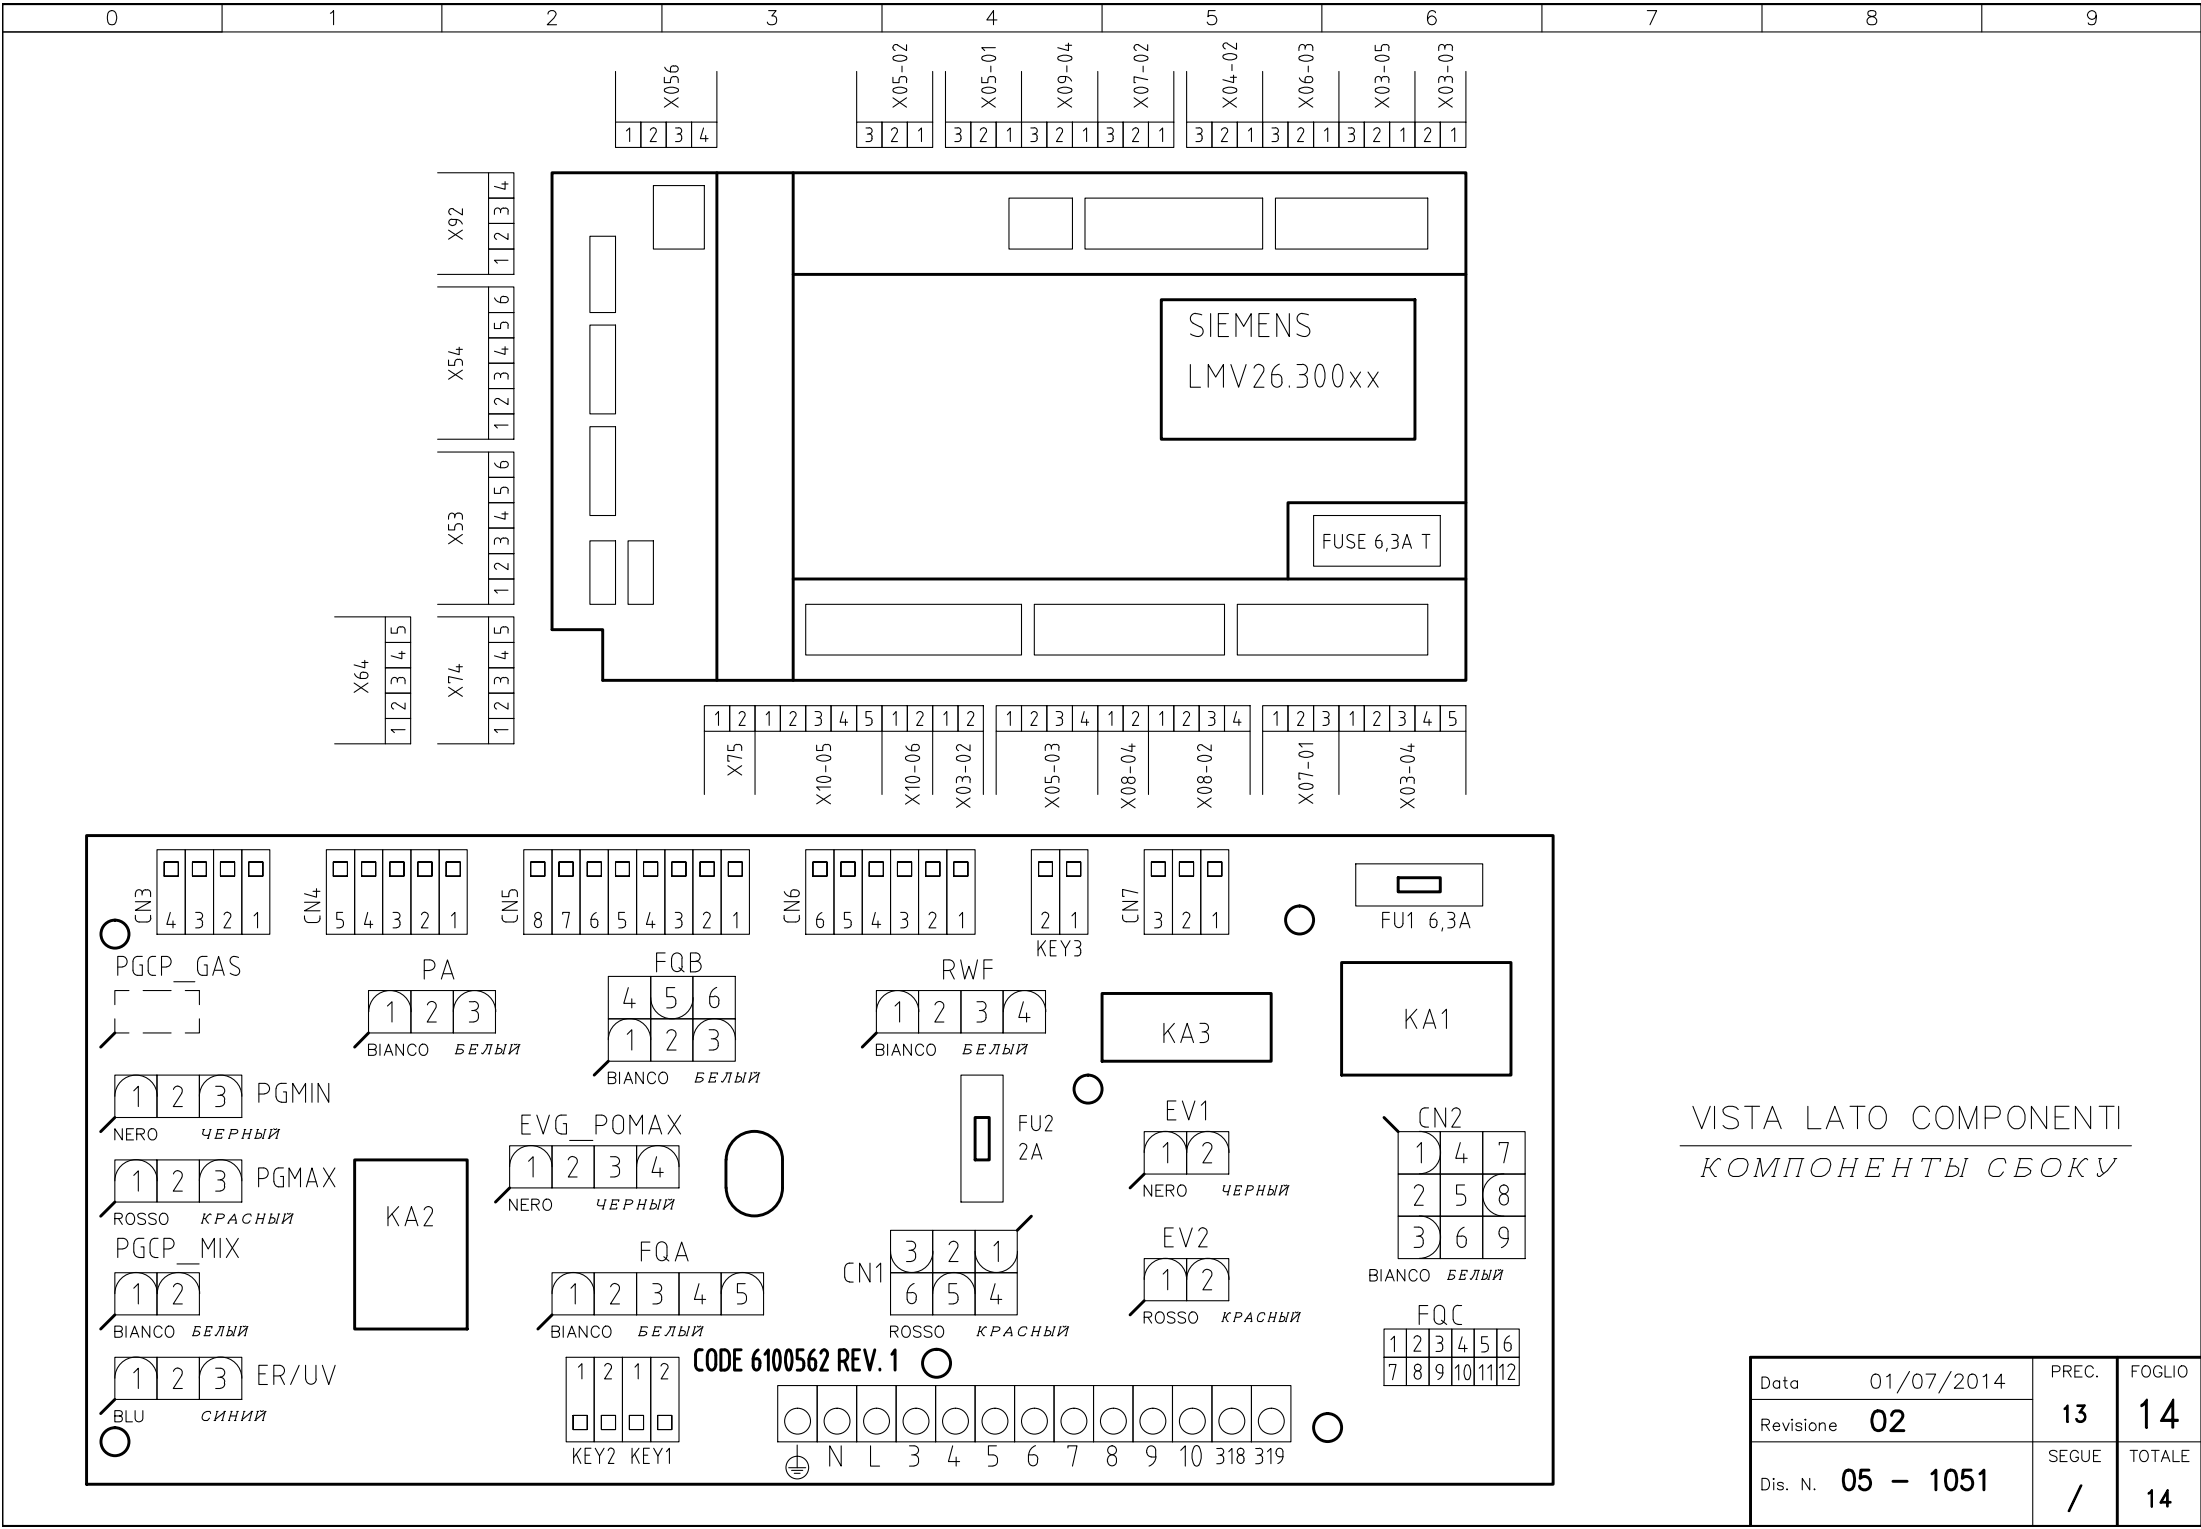 0 1 2 3 4 5 6 7 8 9
X056 X05-02 X05-01 X09-04 X07-02 X04-02 X06-03 X03-05 X03-03
1 2 3 4 3 2 1 3 2 1 3 2 1 3 2 1 3 2 1 3 2 1 3 2 1 2 1
X92 1 2 3 4
X54 1 2 3 4 5 6
X53 1 2 3 4 5 6
X64 1 2 3 4 5
X74 1 2 3 4 5
SIEMENS
LMV26.300xx
FUSE 6,3A T
1 2 1 2 3 4 5 1 2 1 2 1 2 3 4 1 2 1 2 3 4 1 2 3 1 2 3 4 5
X75 X10-05 X10-06 X03-02 X05-03 X08-04 X08-02 X07-01 X03-04
CN3 4 3 2 1
CN4 5 4 3 2 1
CN5 8 7 6 5 4 3 2 1
CN6 6 5 4 3 2 1
2 1
KEY3
CN7 3 2 1
FU1 6,3A
PGCP_GAS
PA
1 2 3
BIANCO БЕЛЫЙ
FQB
4 5 6
1 2 3
BIANCO БЕЛЫЙ
RWF
1 2 3 4
BIANCO БЕЛЫЙ
KA3
KA1
1 2 3 PGMIN
NERO ЧЕРНЫЙ
1 2 3 PGMAX
ROSSO КРАСНЫЙ
PGCP_MIX
1 2
BIANCO БЕЛЫЙ
1 2 3 ER/UV
BLU СИНИЙ
KA2
EVG_POMAX
1 2 3 4
NERO ЧЕРНЫЙ
FQA
1 2 3 4 5
BIANCO БЕЛЫЙ
FU2
2A
CN1
3 2 1
6 5 4
ROSSO КРАСНЫЙ
EV1
1 2
NERO ЧЕРНЫЙ
EV2
1 2
ROSSO КРАСНЫЙ
CN2
1 4 7
2 5 8
3 6 9
BIANCO БЕЛЫЙ
FQC
1 2 3 4 5 6
7 8 9 10 11 12
1 2 1 2
KEY2 KEY1
CODE 6100562 REV. 1
N L 3 4 5 6 7 8 9 10 318 319
VISTA LATO COMPONENTI
КОМПОНЕНТЫ СБОКУ
Data 01/07/2014
Revisione 02
Dis. N. 05 - 1051
PREC.
13
FOGLIO
14
SEGUE
/
TOTALE
14